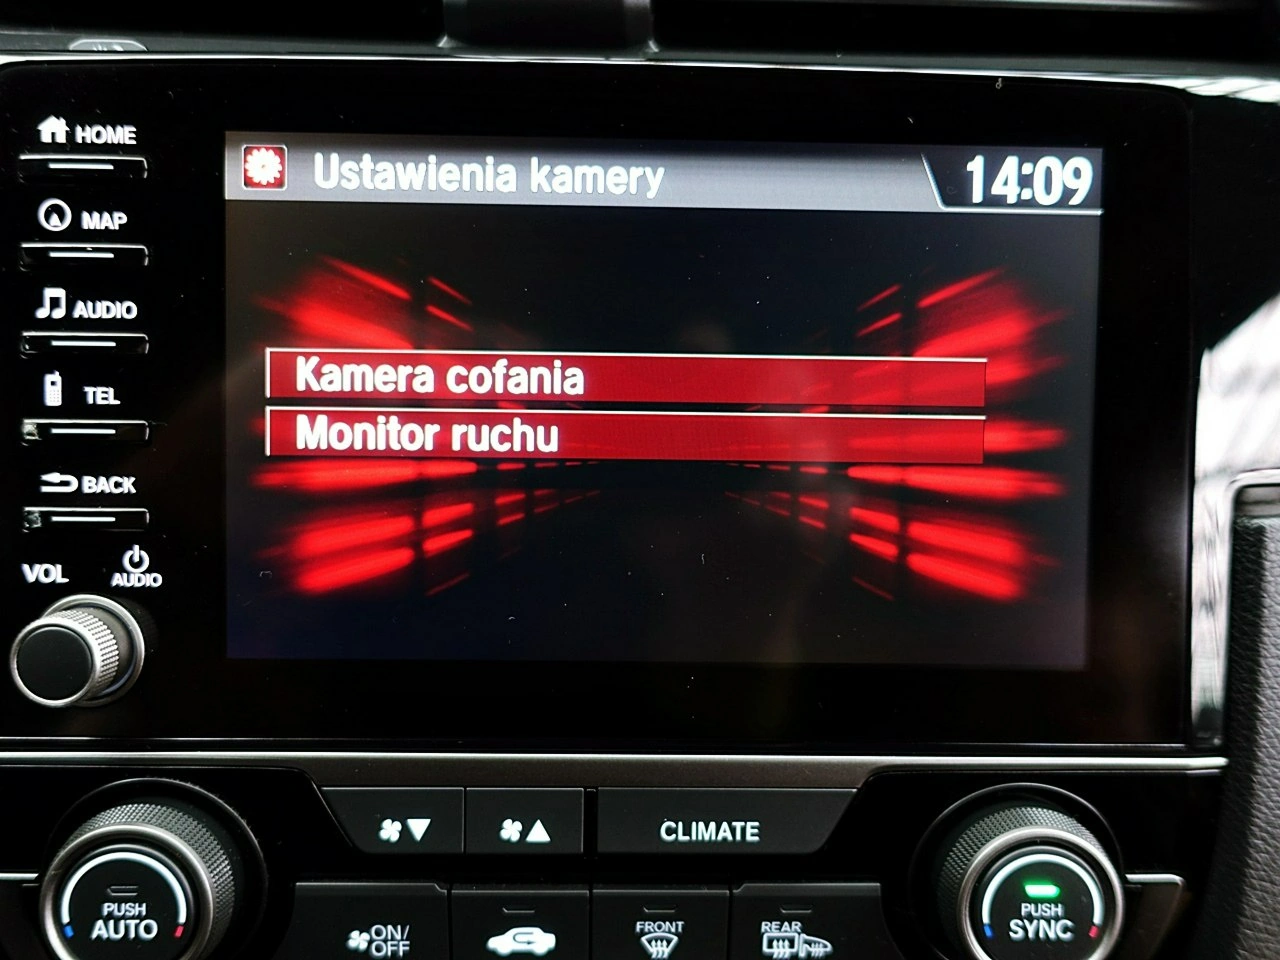 HOME
MAP
AUDIO
TEL
BACK
VOL
AUDIO
Ustawienia kamery
14:09
Kamera cofania
Monitor ruchu
CLIMATE
PUSH
AUTO
ON/
OFF
FRONT
REAR
PUSH
SYNC